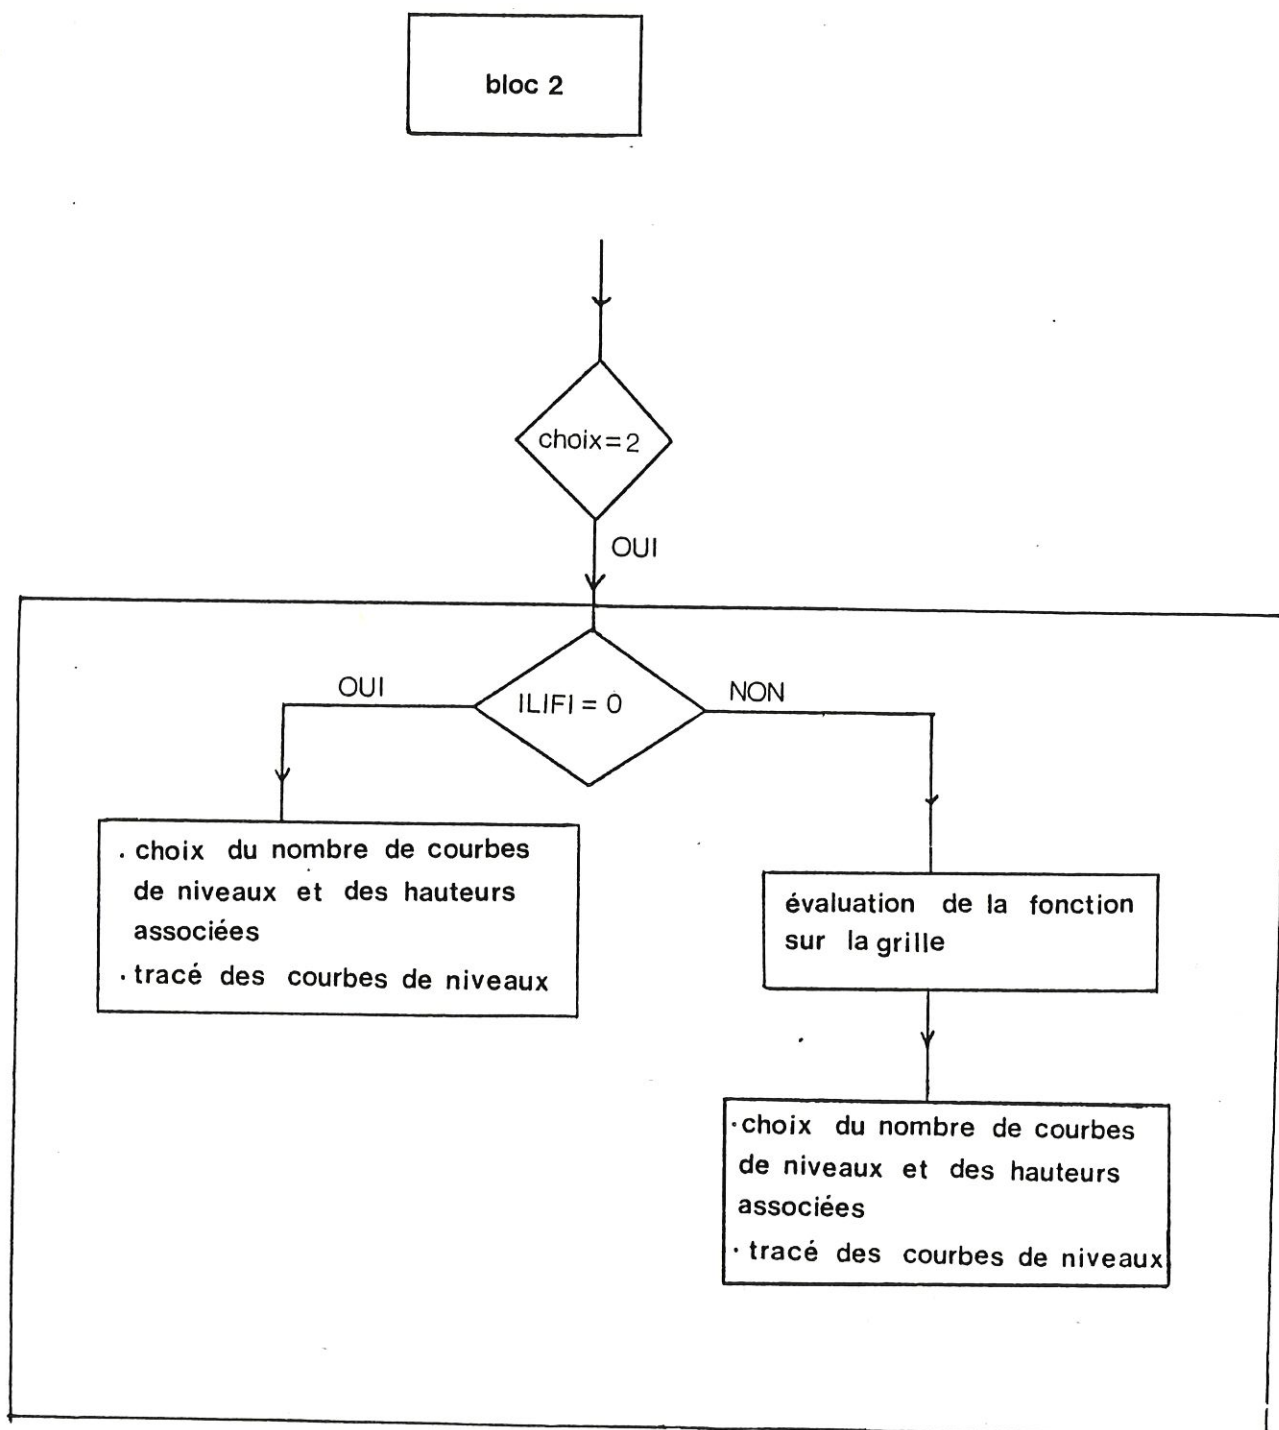 bloc 2
choix=2
OUI
OUI
ILIFI = 0
NON
. choix du nombre de courbes
de niveaux et des hauteurs
associées
. tracé des courbes de niveaux
évaluation de la fonction
sur la grille
. choix du nombre de courbes
de niveaux et des hauteurs
associées
. tracé des courbes de niveaux